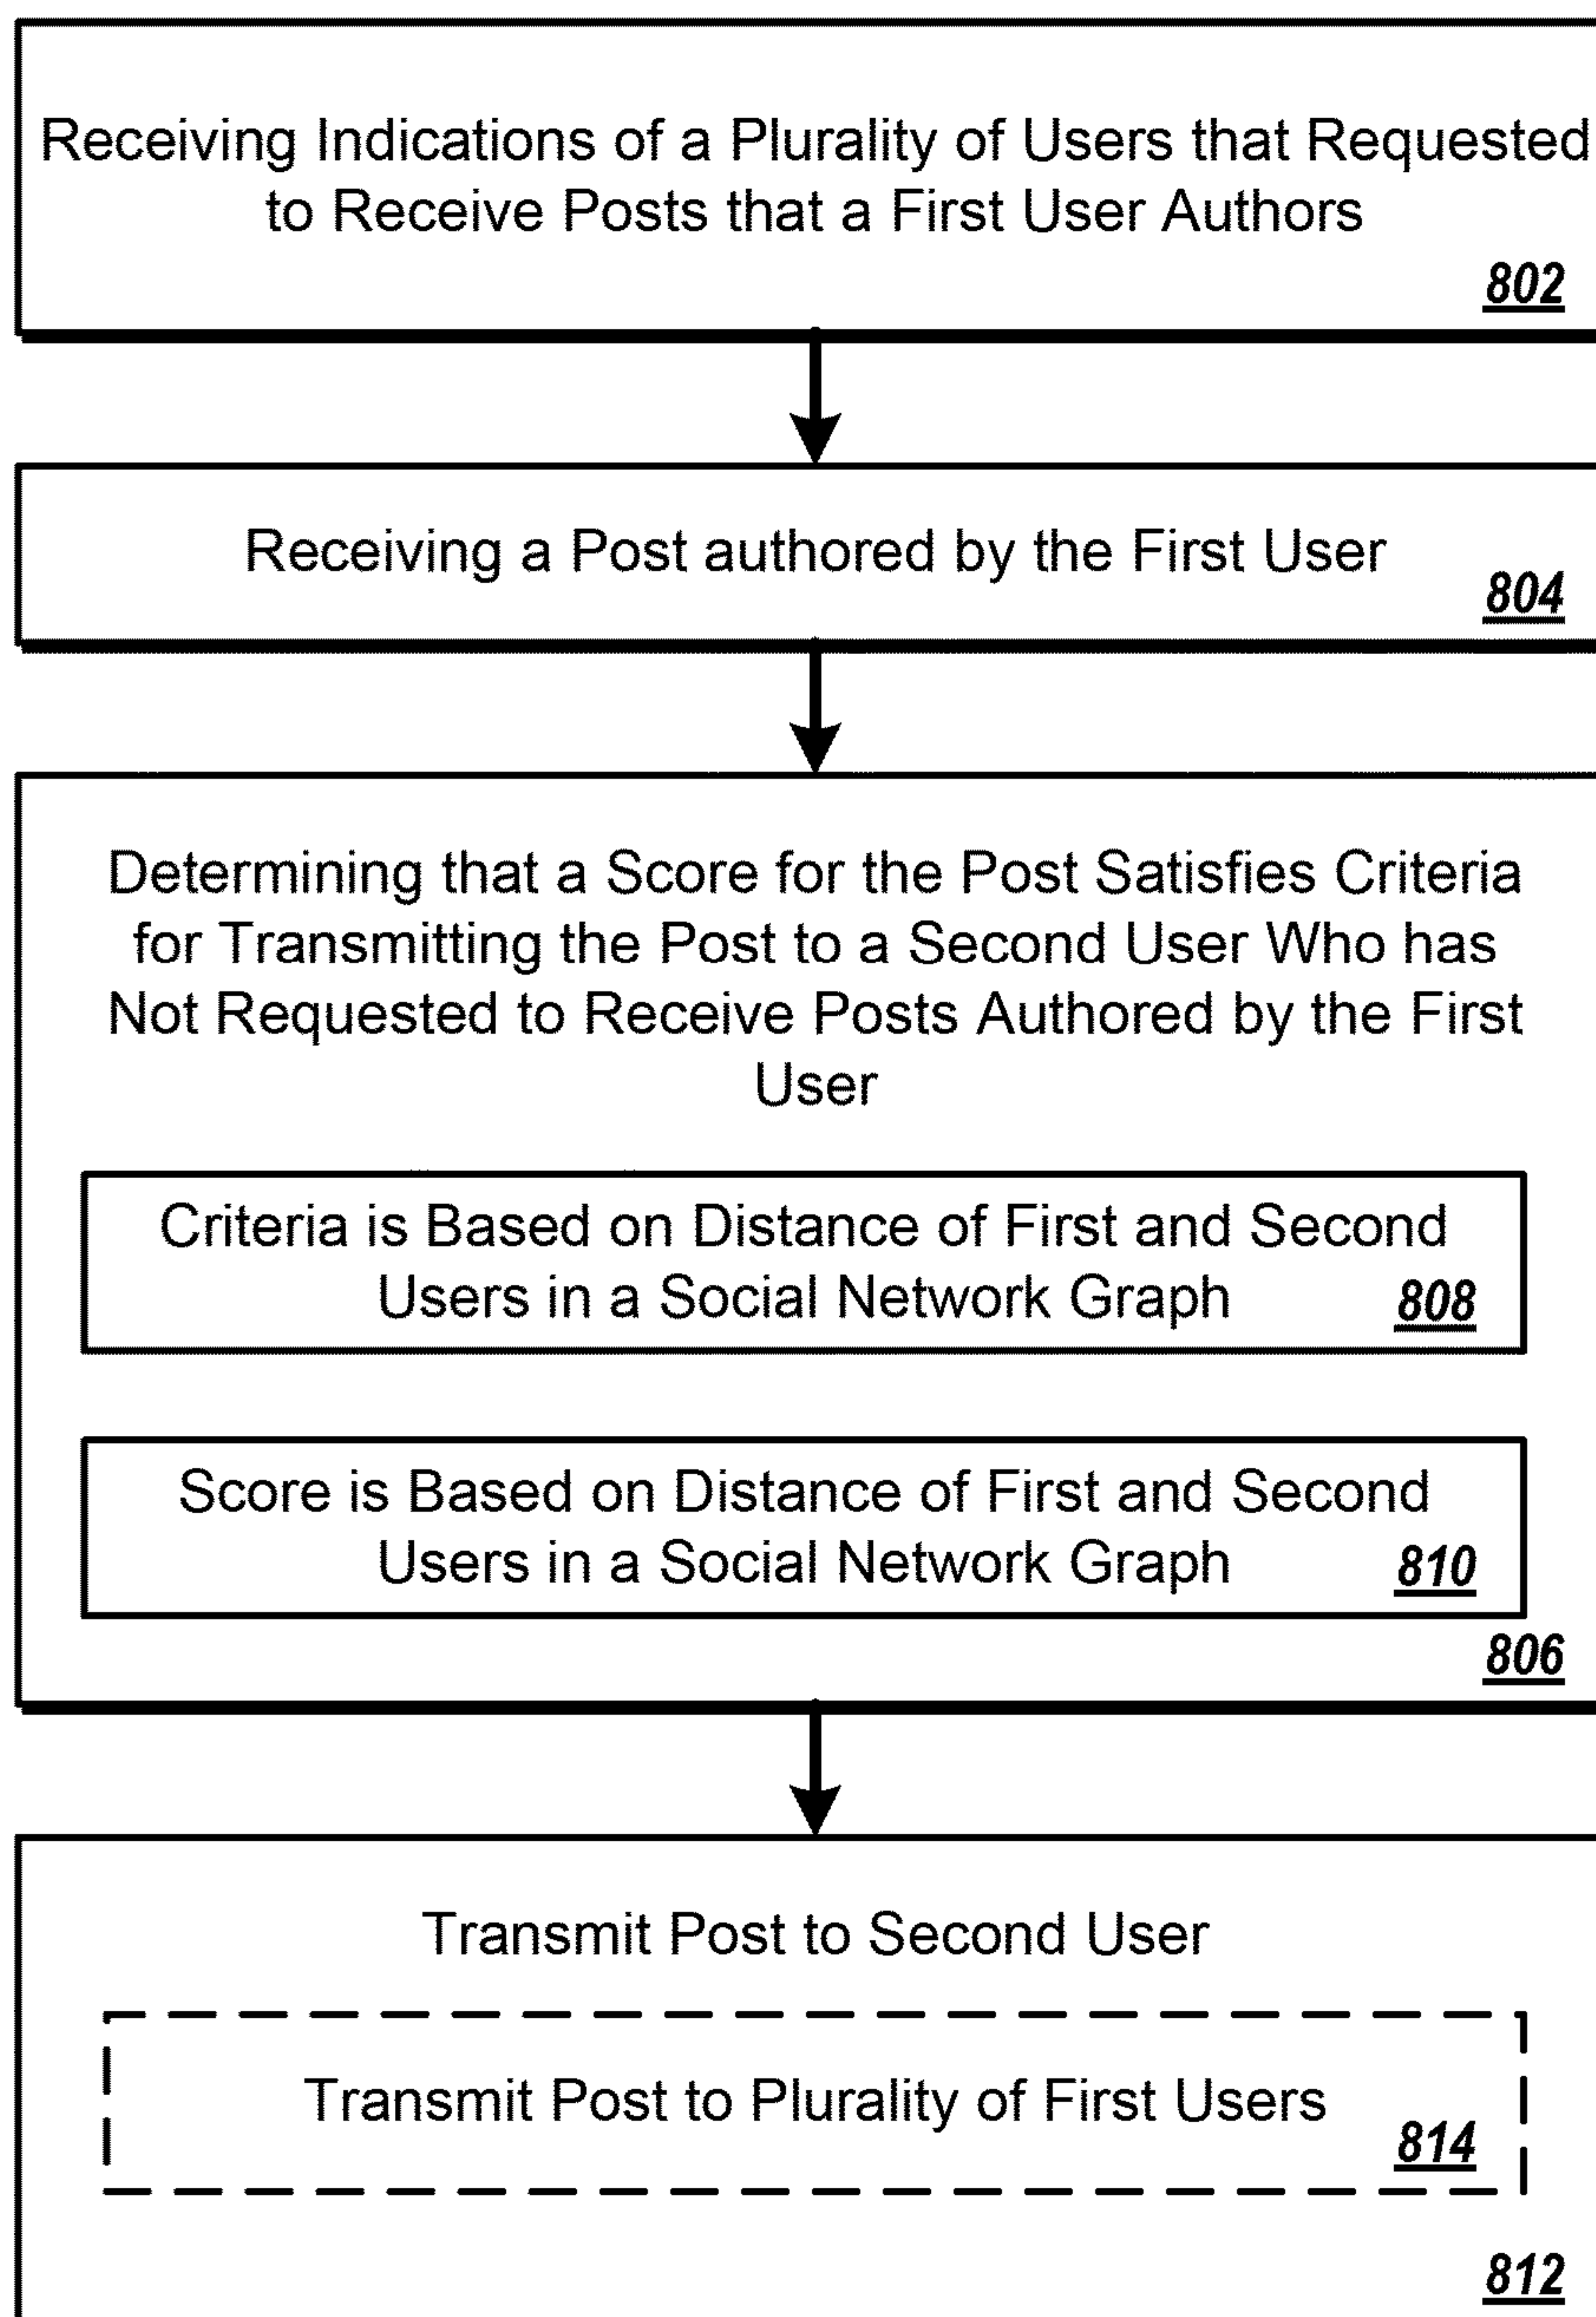 Receiving Indications of a Plurality of Users that Requested
to Receive Posts that a First User Authors
802
Receiving a Post authored by the First User
804
Determining that a Score for the Post Satisfies Criteria
for Transmitting the Post to a Second User Who has
Not Requested to Receive Posts Authored by the First
User
Criteria is Based on Distance of First and Second
Users in a Social Network Graph 808
Score is Based on Distance of First and Second
Users in a Social Network Graph 810
806
Transmit Post to Second User
Transmit Post to Plurality of First Users
814
812